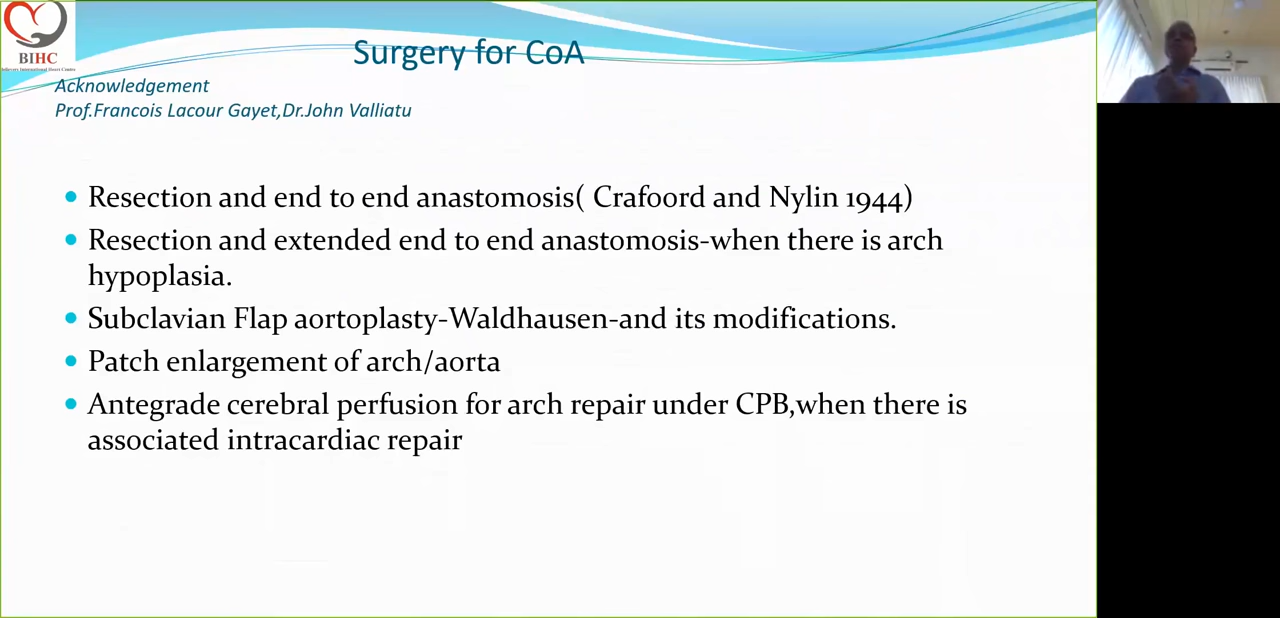 BIHC
Surgery for CoA
Acknowledgement
Prof.Francois Lacour Gayet,Dr.John Valliatu
Resection and end to end anastomosis( Crafoord and Nylin 1944)
Resection and extended end to end anastomosis-when there is arch
hypoplasia.
Subclavian Flap aortoplasty-Waldhausen-and its modifications.
Patch enlargement of arch/aorta
Antegrade cerebral perfusion for arch repair under CPB,when there is
associated intracardiac repair